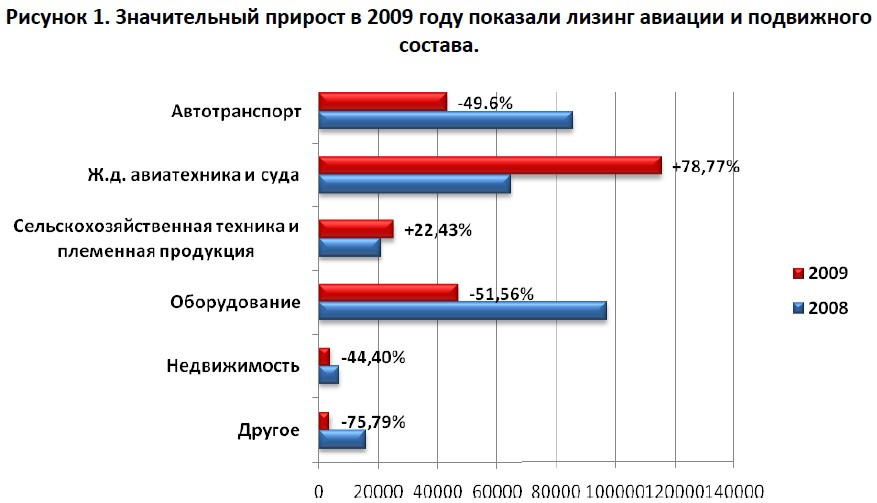 Рисунок 1. Значительный прирост в 2009 году показали лизинг авиации и подвижного
состава.
Автотранспорт
-49.6%
Ж.д. авиатехника и суда
+78,77%
Сельскохозяйственная техника и
племенная продукция
+22,43%
Оборудование
-51,56%
Недвижимость
-44,40%
Другое
-75,79%
2009
2008
0 20000 40000 60000 80000 100000 120000 140000